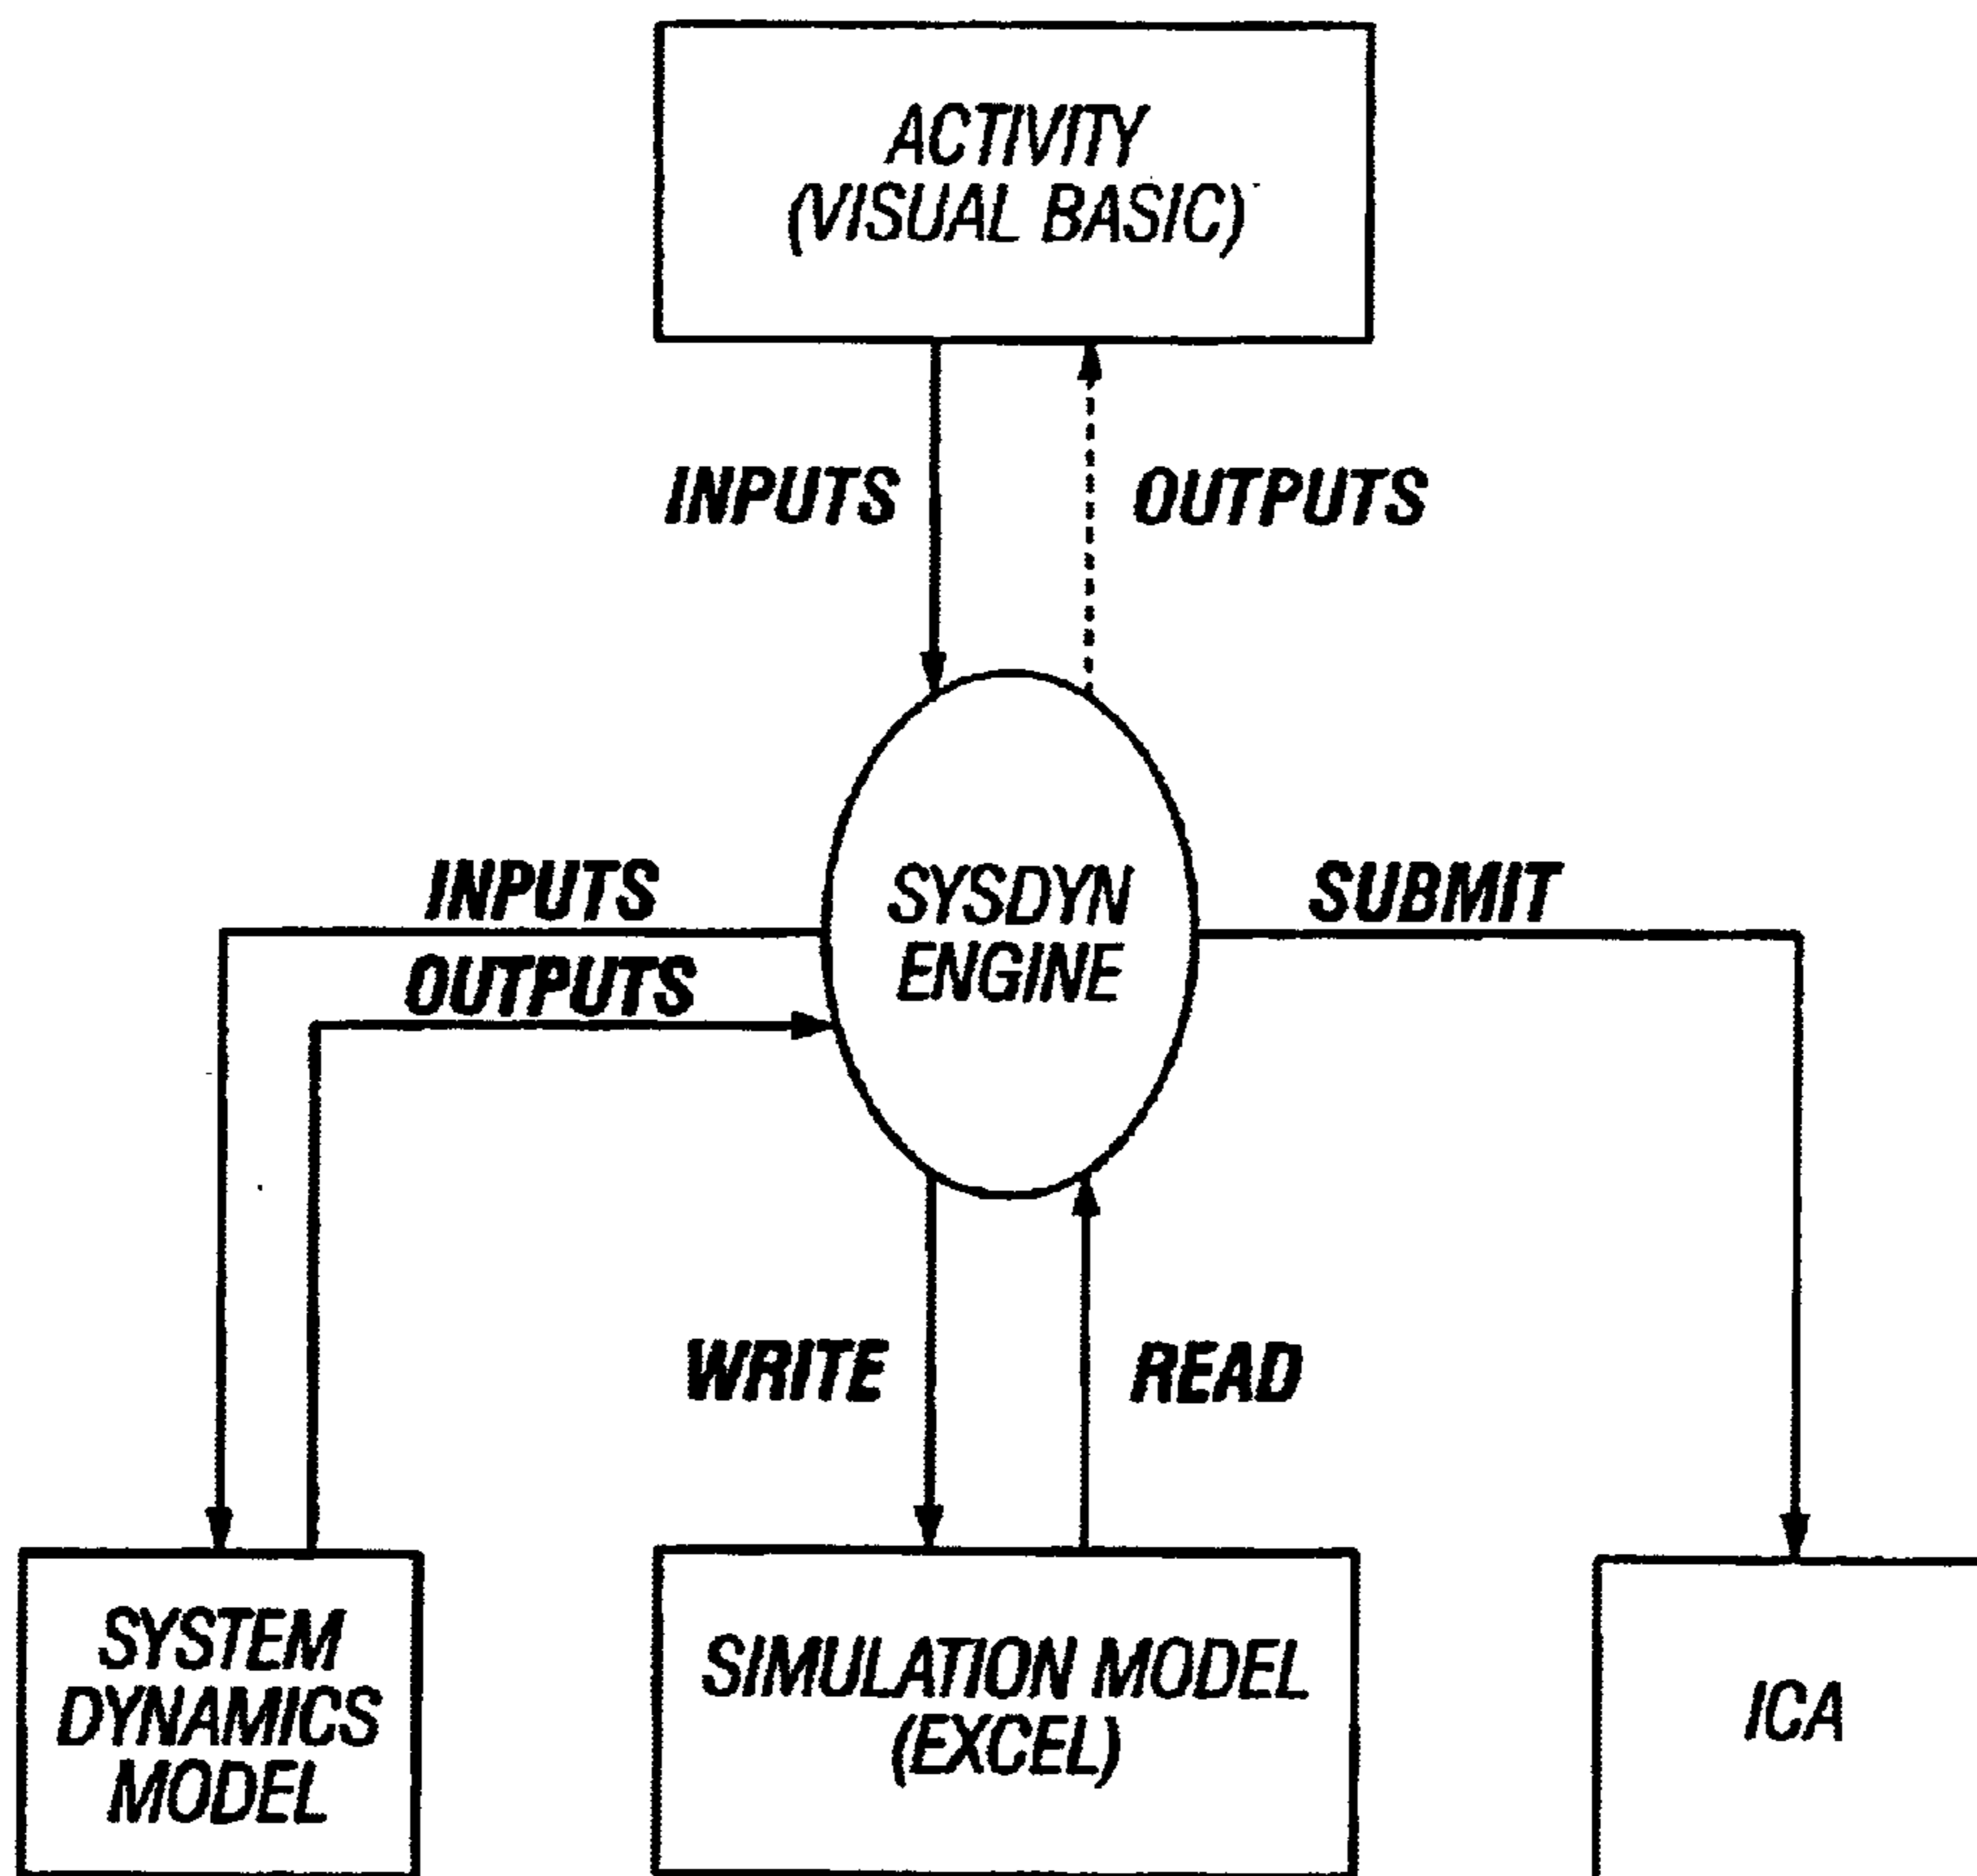 ACTIVITY
(VISUAL BASIC)
INPUTS
OUTPUTS
INPUTS
OUTPUTS
SYSDYN
ENGINE
SUBMIT
WRITE
READ
SYSTEM
DYNAMICS
MODEL
SIMULATION MODEL
(EXCEL)
ICA